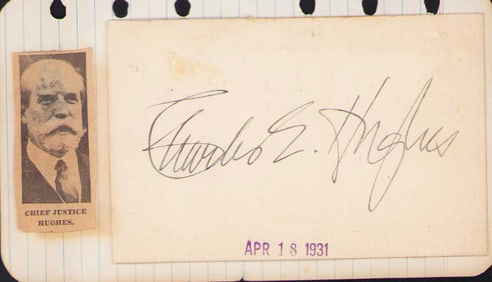 CHIEF JUSTICE
HUGHES.
Charles E. Hughes
APR 18 1931